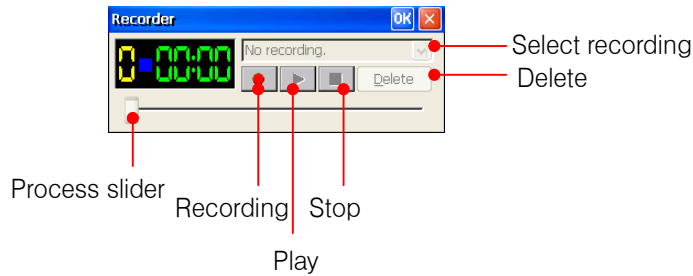 Recorder OK
0 00:00 No recording.
Select recording
Delete
Delete
Process slider
Recording Stop
Play